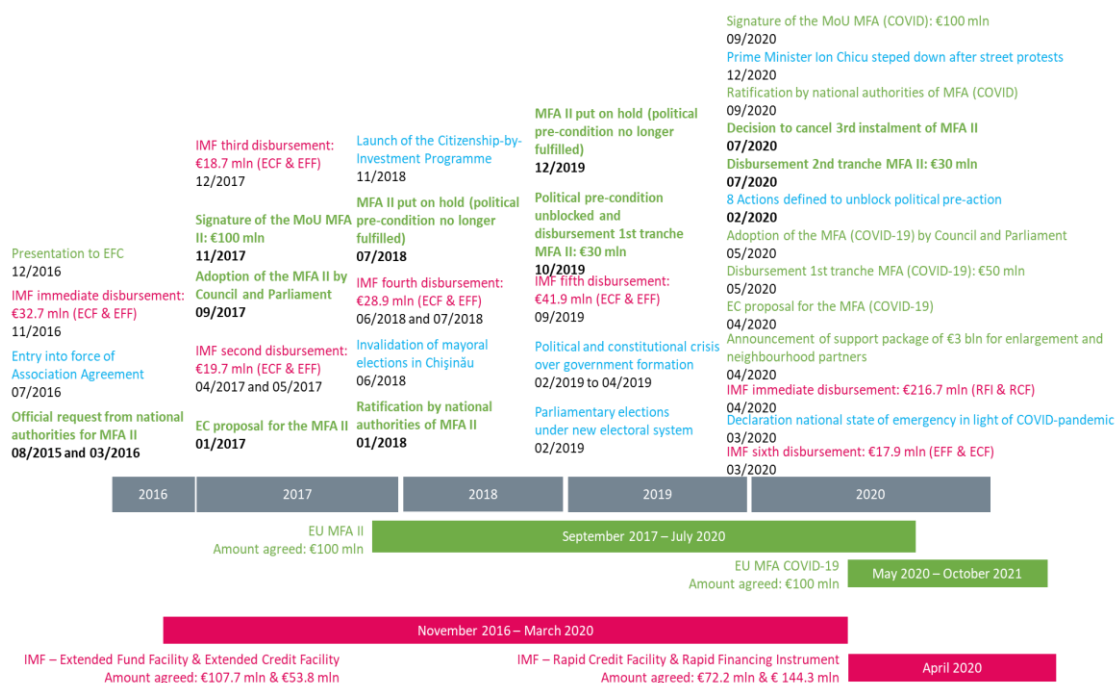 Presentation to EFC
12/2016
IMF immediate disbursement:
€32.7 mln (ECF & EFF)
11/2016
Entry into force of
Association Agreement
07/2016
Official request from national
authorities for MFA II
08/2015 and 03/2016
IMF third disbursement:
€18.7 mln (ECF & EFF)
12/2017
Signature of the MoU MFA
II: €100 mln
11/2017
Adoption of the MFA II by
Council and Parliament
09/2017
IMF second disbursement:
€19.7 mln (ECF & EFF)
04/2017 and 05/2017
EC proposal for the MFA II
01/2017
Launch of the Citizenship-by-
Investment Programme
11/2018
MFA II put on hold (political
pre-condition no longer
fulfilled)
07/2018
IMF fourth disbursement:
€28.9 mln (ECF & EFF)
06/2018 and 07/2018
Invalidation of mayoral
elections in Chişinău
06/2018
Ratification by national
authorities of MFA II
01/2018
MFA II put on hold (political
pre-condition no longer
fulfilled)
12/2019
Political pre-condition
unblocked and
disbursement 1st tranche
MFA II: €30 mln
10/2019
IMF fifth disbursement:
€41.9 mln (ECF & EFF)
09/2019
Political and constitutional crisis
over government formation
02/2019 to 04/2019
Parliamentary elections
under new electoral system
02/2019
Signature of the MoU MFA (COVID): €100 mln
09/2020
Prime Minister Ion Chicu steped down after street protests
12/2020
Ratification by national authorities of MFA (COVID)
09/2020
Decision to cancel 3rd instalment of MFA II
07/2020
Disbursement 2nd tranche MFA II: €30 mln
07/2020
8 Actions defined to unblock political pre-action
02/2020
Adoption of the MFA (COVID-19) by Council and Parliament
05/2020
Disbursement 1st tranche MFA (COVID-19): €50 mln
05/2020
EC proposal for the MFA (COVID-19)
04/2020
Announcement of support package of €3 bln for enlargement and
neighbourhood partners
04/2020
IMF immediate disbursement: €216.7 mln (RFI & RCF)
04/2020
Declaration national state of emergency in light of COVID-pandemic
03/2020
IMF sixth disbursement: €17.9 mln (EFF & ECF)
03/2020
2016
2017
2018
2019
2020
EU MFA II
Amount agreed: €100 mln
September 2017 – July 2020
EU MFA COVID-19
Amount agreed: €100 mln
May 2020 – October 2021
November 2016 – March 2020
IMF – Extended Fund Facility & Extended Credit Facility
Amount agreed: €107.7 mln & €53.8 mln
IMF – Rapid Credit Facility & Rapid Financing Instrument
Amount agreed: €72.2 mln & € 144.3 mln
April 2020